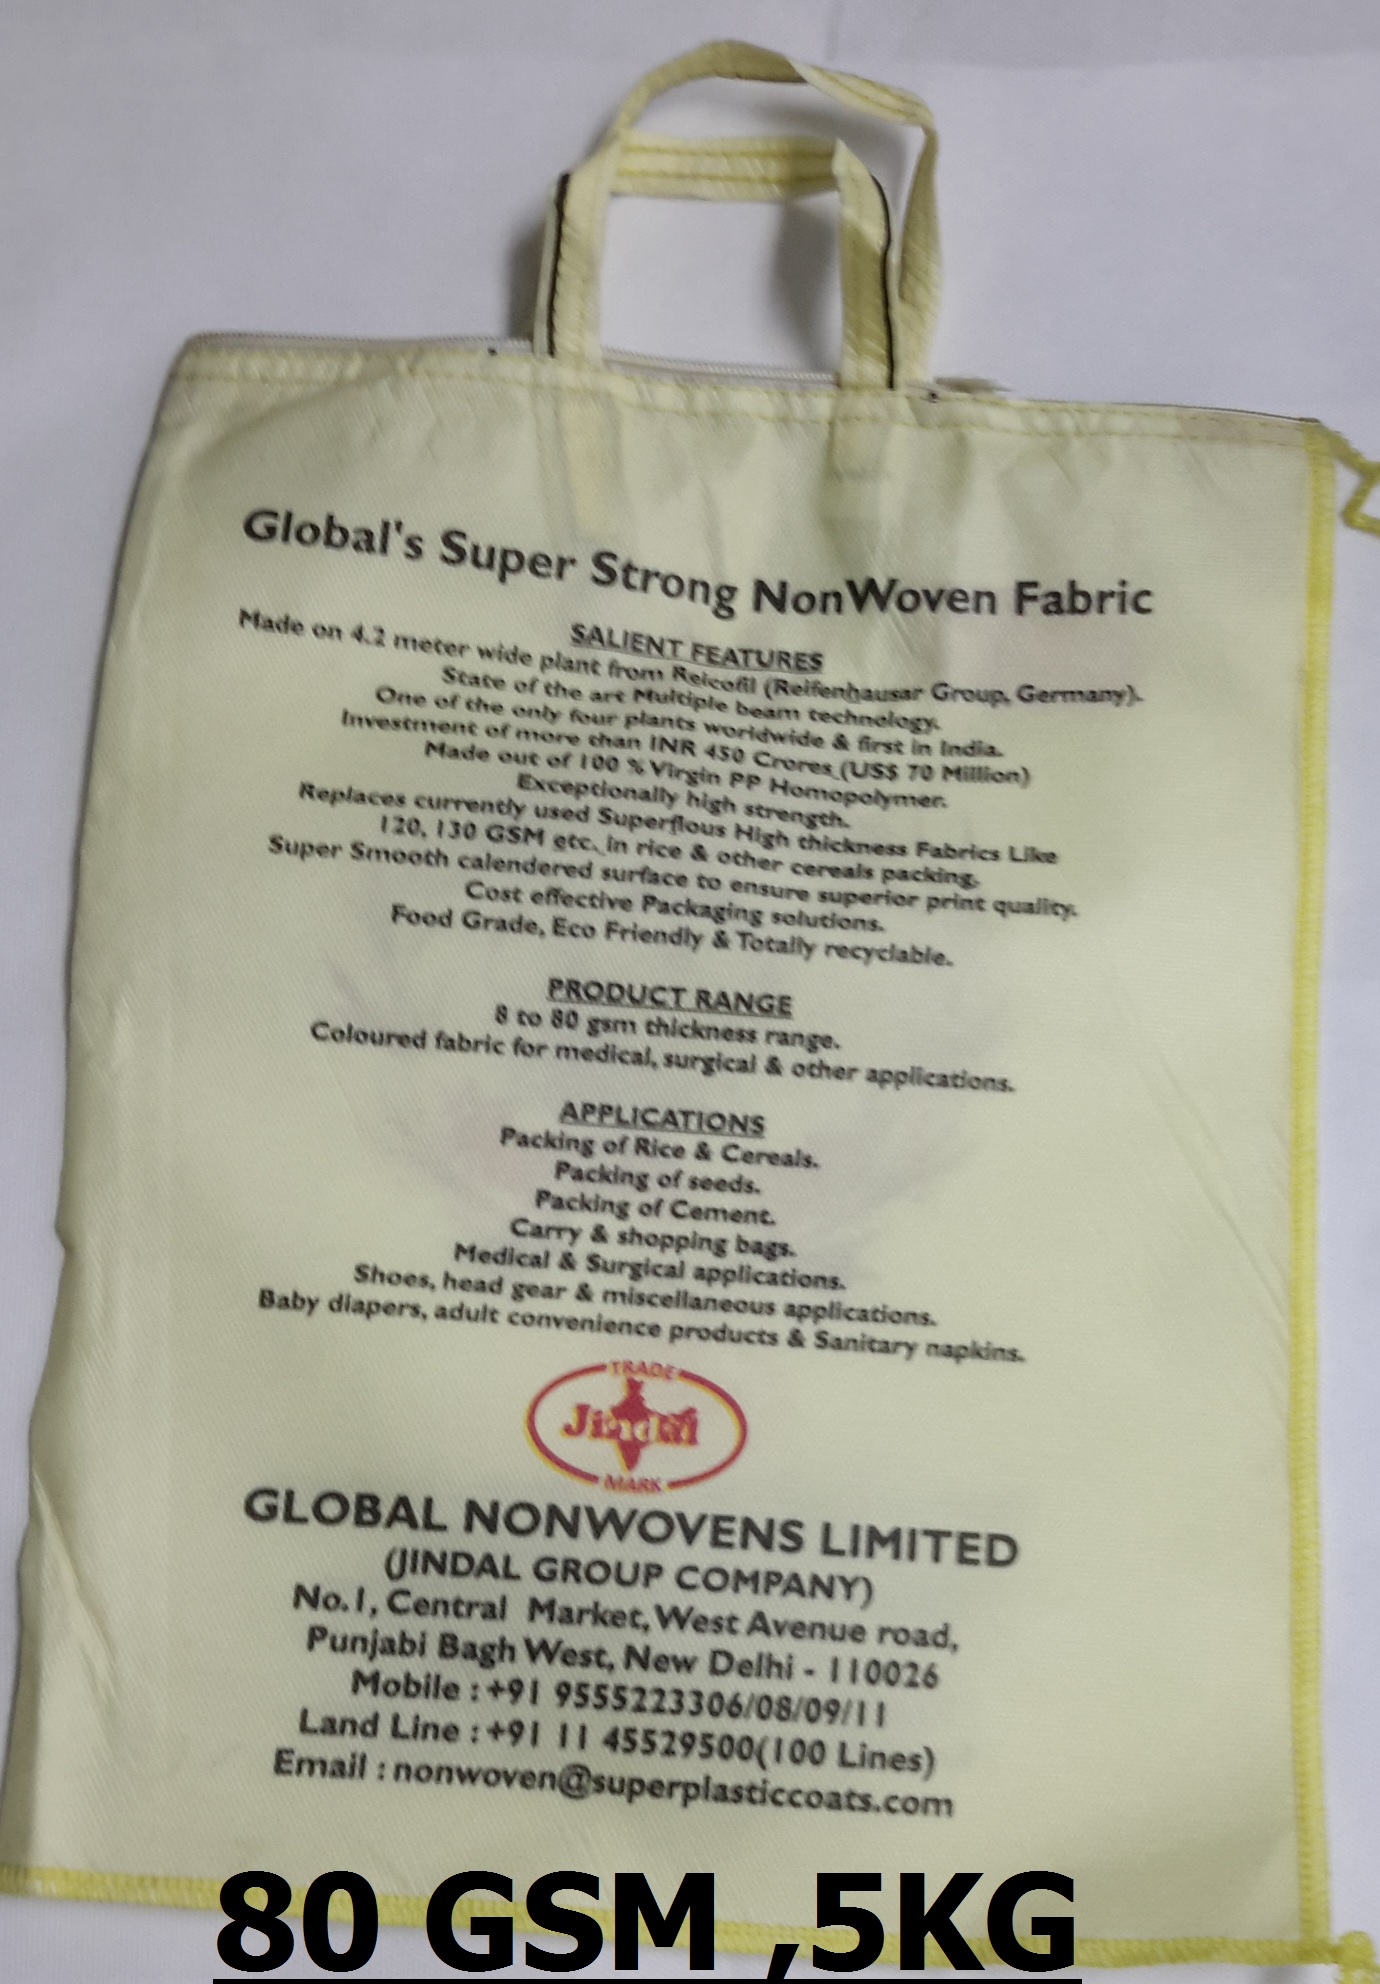 Global's Super Strong NonWoven Fabric
SALIENT FEATURES
Made on 4.2 meter wide plant from Reicofil (Reifenhausar Group, Germany).
State of the art Multiple beam technology.
One of the only four plants worldwide & first in India.
Investment of more than INR 450 Crores (US$ 70 Million)
Made out of 100 % Virgin PP Homopolymer.
Exceptionally high strength.
Replaces currently used Superflous High thickness Fabrics Like
120, 130 GSM etc. in rice & other cereals packing.
Super Smooth calendered surface to ensure superior print quality.
Cost effective Packaging solutions.
Food Grade, Eco Friendly & Totally recyclable.
PRODUCT RANGE
8 to 80 gsm thickness range.
Coloured fabric for medical, surgical & other applications.
APPLICATIONS
Packing of Rice & Cereals.
Packing of seeds.
Packing of Cement.
Carry & shopping bags.
Medical & Surgical applications.
Shoes, head gear & miscellaneous applications.
Baby diapers, adult convenience products & Sanitary napkins.
TRADE
Jindal
MARK
GLOBAL NONWOVENS LIMITED
(JINDAL GROUP COMPANY)
No.1, Central Market, West Avenue road,
Punjabi Bagh West, New Delhi - 110026
Mobile : +91 9555223306/08/09/11
Land Line : +91 11 45529500(100 Lines)
Email : nonwoven@superplasticcoats.com
80 GSM ,5KG